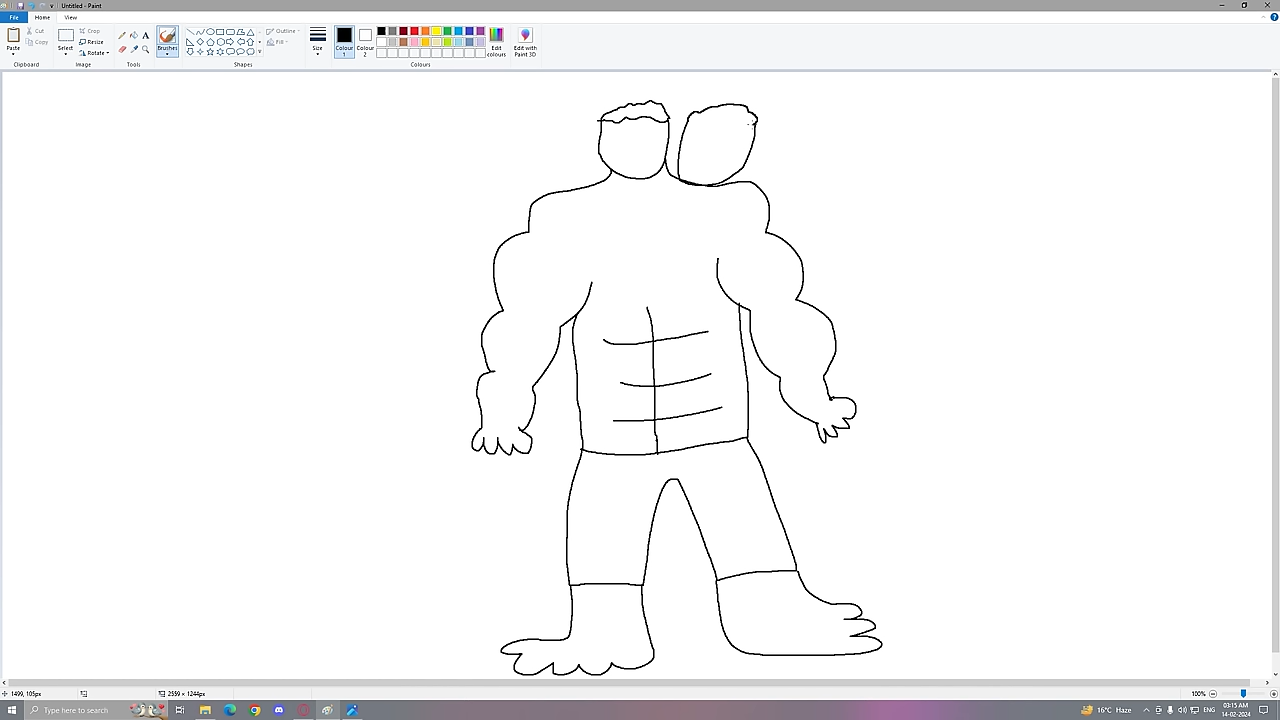 Untitled - Paint
File Home View
Paste Cut Copy Select Crop Resize Rotate Brushes Outline Fill Size Colour 1 Colour 2 Edit colours Edit with Paint 3D
Clipboard Image Tools Shapes Colours
1499, 105px 2559 × 1244px 100%
Type here to search 16°C Haze ENG 03:15 AM 14-02-2024